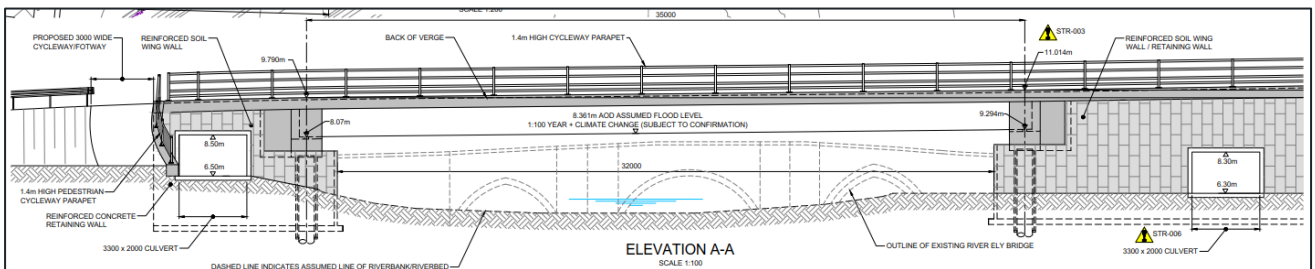 SCALE 1:200
35000
PROPOSED 3000 WIDE
CYCLEWAY/FOTWAY
REINFORCED SOIL
WING WALL
BACK OF VERGE
1.4m HIGH CYCLEWAY PARAPET
STR-003
REINFORCED SOIL WING
WALL / RETAINING WALL
9.790m
11.014m
8.361m AOD ASSUMED FLOOD LEVEL
1:100 YEAR + CLIMATE CHANGE (SUBJECT TO CONFIRMATION)
8.07m
9.294m
8.50m
6.50m
32000
8.30m
6.30m
1.4m HIGH PEDESTRIAN
CYCLEWAY PARAPET
REINFORCED CONCRETE
RETAINING WALL
3300 x 2000 CULVERT
DASHED LINE INDICATES ASSUMED LINE OF RIVERBANK/RIVERBED
ELEVATION A-A
SCALE 1:100
OUTLINE OF EXISTING RIVER ELY BRIDGE
STR-006
3300 x 2000 CULVERT